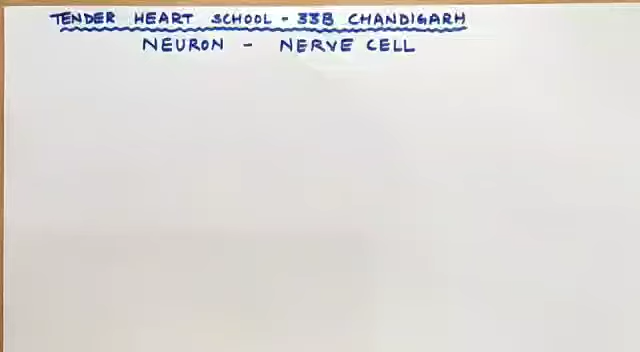 TENDER HEART SCHOOL - 33B CHANDIGARH
NEURON - NERVE CELL